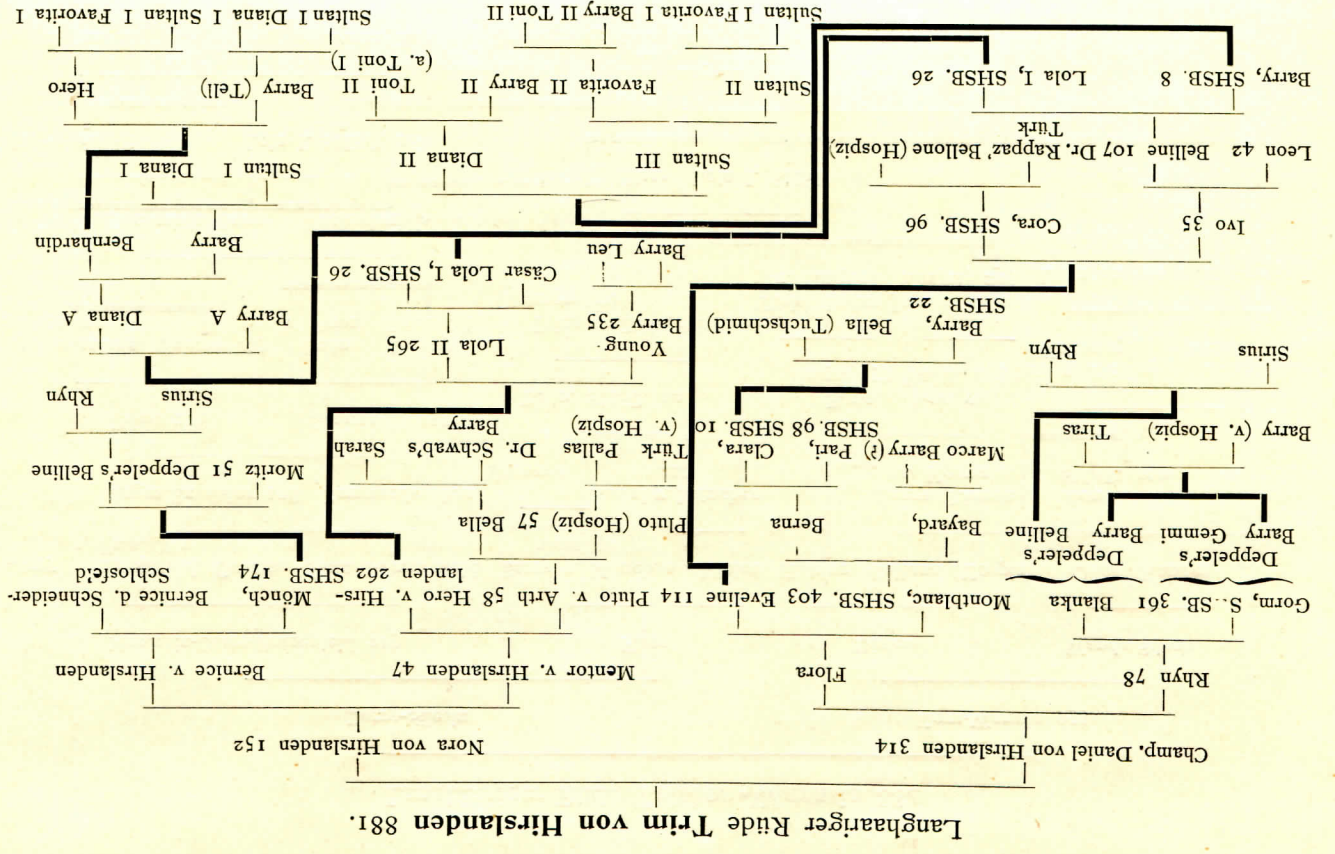 Langhaariger Rüde Trim von Hirslanden 881.
Champ. Daniel von Hirslanden 314
Nora von Hirslanden 152
Rhyn 78
Flora
Mentor v. Hirslanden 47
Bernice v. Hirslanden
Gorm, S...SB. 361 Blanka
Montblanc, SHSB. 403 Eveline 114
Pluto v. Arth 58 Hero v. Hirs-
landen 262
Mönch,
SHSB. 174
Bernice d. Schneider-
Schlosfeid
Deppeler's
Barry Gemmi
Deppeler's
Barry Belline
Bayard,
Berna
Pluto (Hospiz) 57 Bella
Moritz 51 Deppeler's Belline
Marco Barry (?)
Pari,
SHSB. 98
Clara,
SHSB. 10
Türk Pallas
(v. Hospiz)
Dr. Schwab's
Barry
Sarah
Barry (v. Hospiz) Tiras
Sirius Rhyn
Sirius Rhyn
Young
Barry 235
Lola II 265
Barry,
SHSB. 22
Bella (Tuchschmid)
Barry A Diana A
Cäsar Lola I, SHSB. 26
Barry Leu
Ivo 35 Cora, SHSB. 96
Barry Bernhardin
Leon 42 Belline 107
Dr. Rappaz'
Türk
Bellone (Hospiz)
Sultan III Diana II
Sultan I Diana I
Barry, SHSB. 8 Lola I, SHSB. 26
Sultan II Favorita II
Barry II Toni II
(a. Toni I)
Barry (Tell) Hero
Sultan I Favorita I Barry II Toni II
Sultan I Diana I Sultan I Favorita I